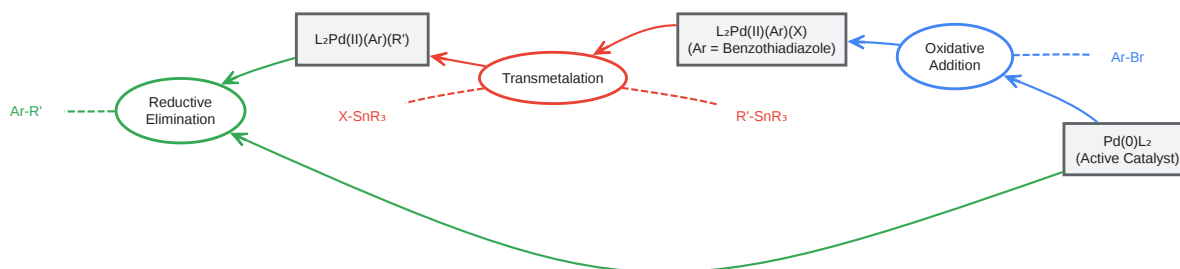 L₂Pd(II)(Ar)(R')
L₂Pd(II)(Ar)(X)
(Ar = Benzothiadiazole)
Oxidative
Addition
Ar-Br
Transmetalation
Reductive
Elimination
Ar-R'
X-SnR₃
R'-SnR₃
Pd(0)L₂
(Active Catalyst)